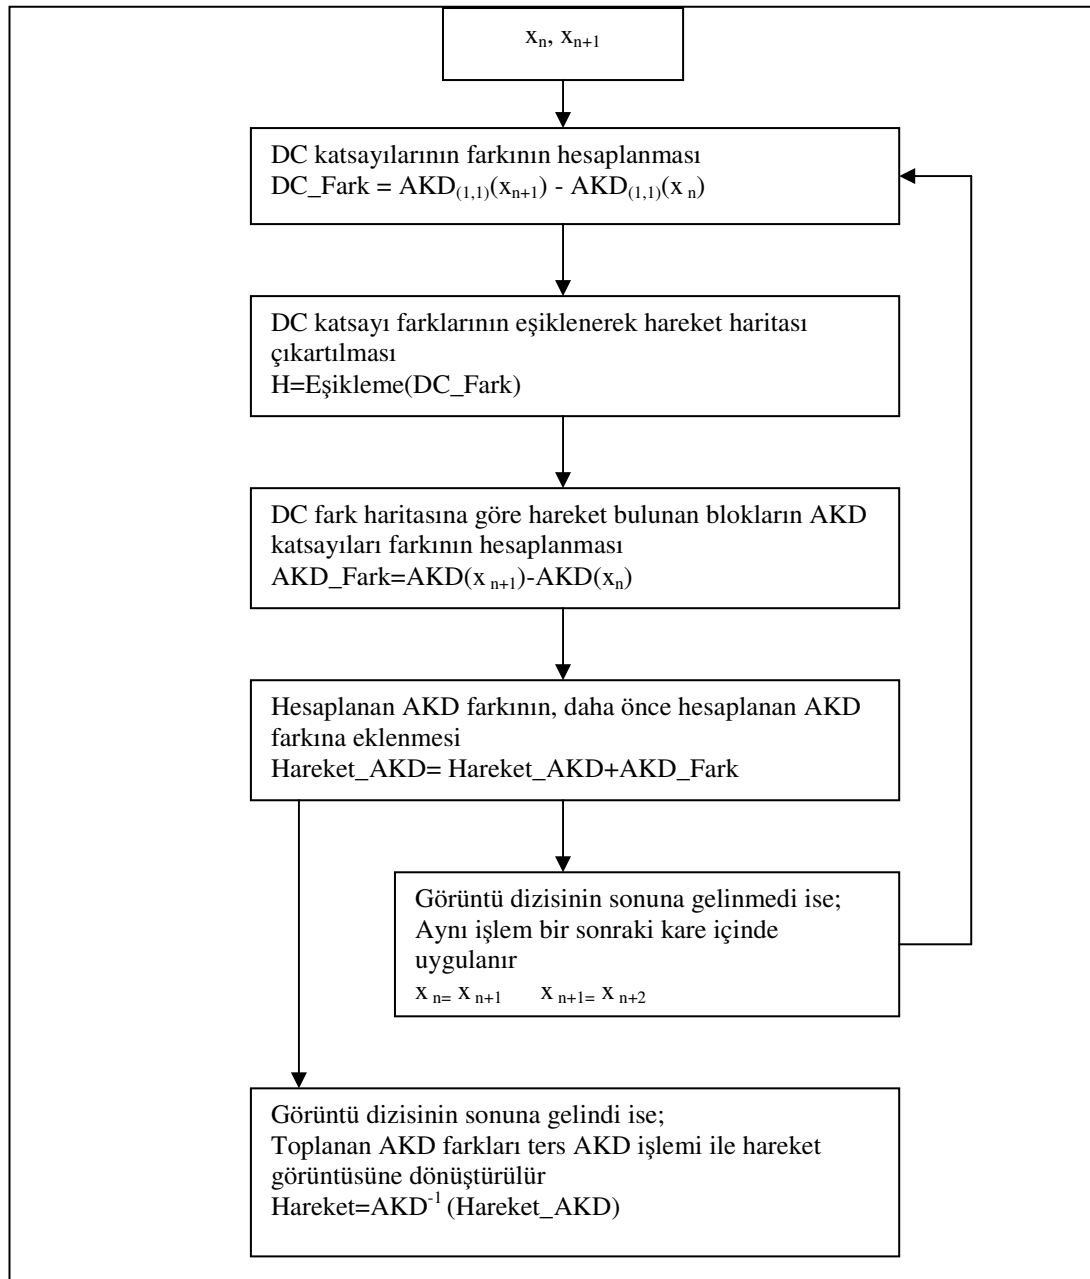 xₙ, xₙ₊₁
DC katsayılarının farkının hesaplanması
DC_Fark = AKD₍₁,₁₎(xₙ₊₁) - AKD₍₁,₁₎(x ₙ)
DC katsayı farklarının eşiklenerek hareket haritası
çıkartılması
H=Eşikleme(DC_Fark)
DC fark haritasına göre hareket bulunan blokların AKD
katsayıları farkının hesaplanması
AKD_Fark=AKD(x ₙ₊₁)-AKD(xₙ)
Hesaplanan AKD farkının, daha önce hesaplanan AKD
farkına eklenmesi
Hareket_AKD= Hareket_AKD+AKD_Fark
Görüntü dizisinin sonuna gelinmedi ise;
Aynı işlem bir sonraki kare içinde
uygulanır
x ₙ₌ x ₙ₊₁ x ₙ₊₁₌ x ₙ₊₂
Görüntü dizisinin sonuna gelindi ise;
Toplanan AKD farkları ters AKD işlemi ile hareket
görüntüsüne dönüştürülür
Hareket=AKD⁻¹ (Hareket_AKD)